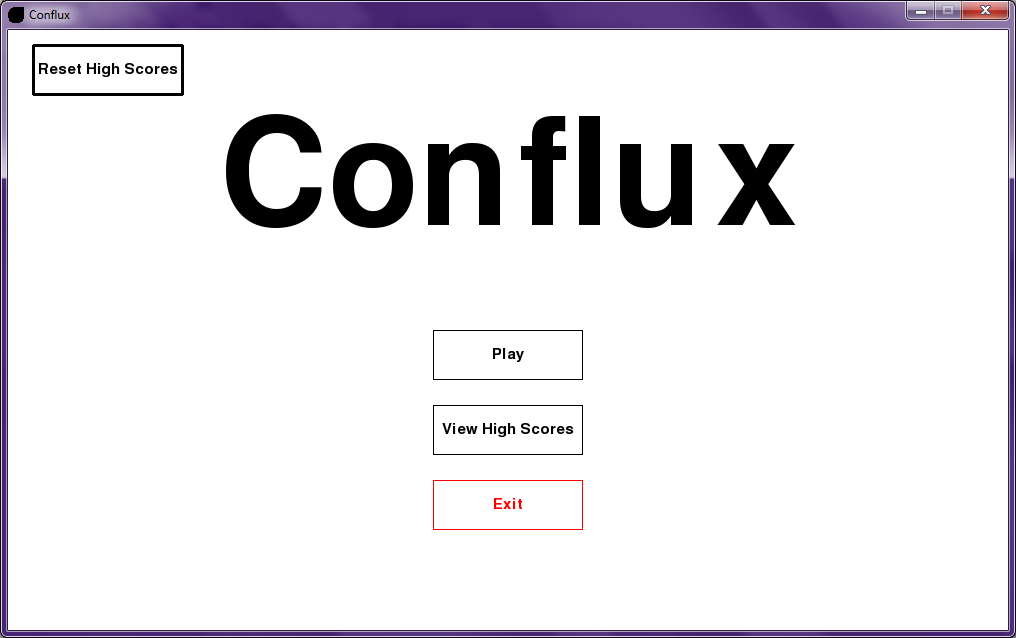 Conflux
Reset High Scores
Conflux
Play
View High Scores
Exit